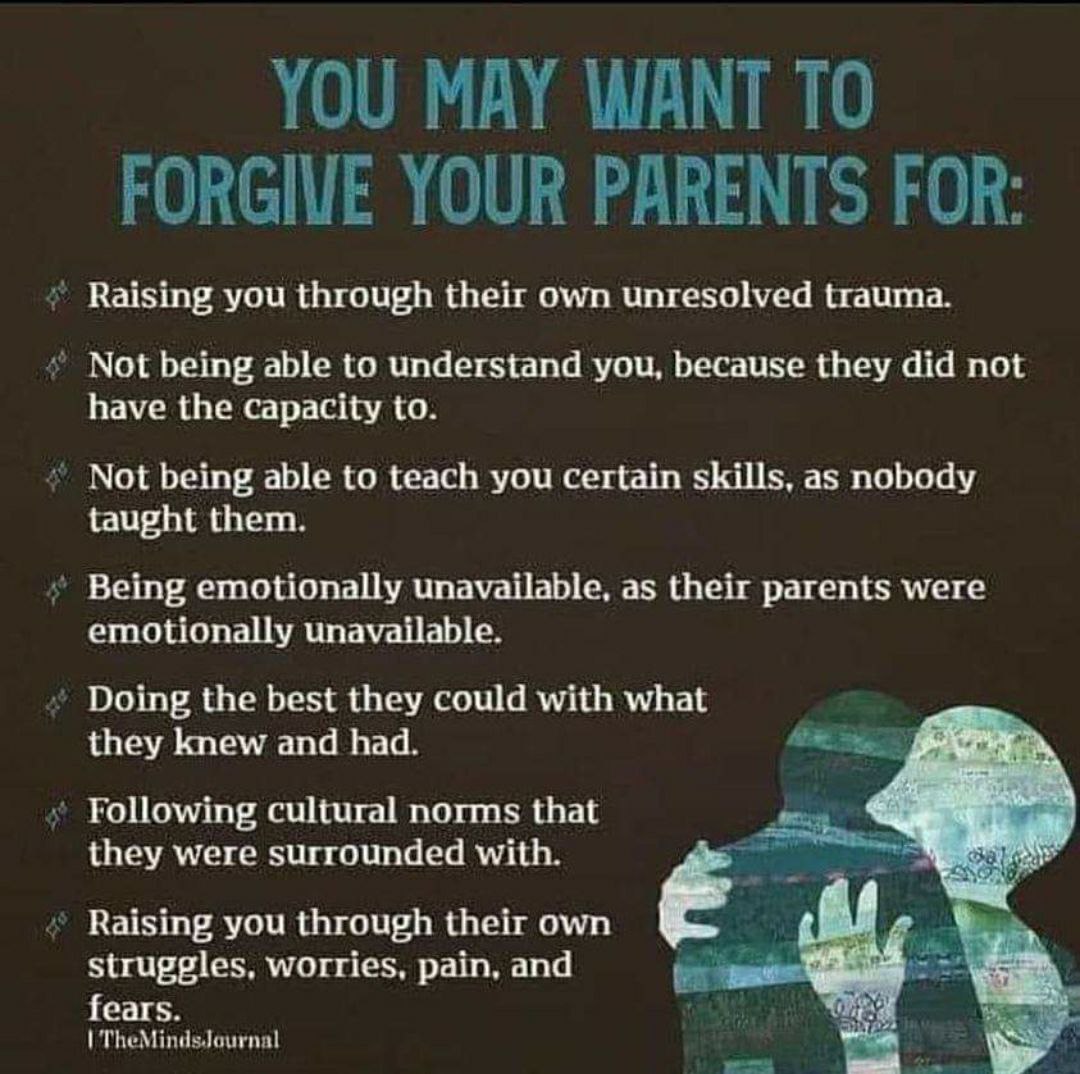 YOU MAY WANT TO
FORGIVE YOUR PARENTS FOR:
Raising you through their own unresolved trauma.
Not being able to understand you, because they did not
have the capacity to.
Not being able to teach you certain skills, as nobody
taught them.
Being emotionally unavailable, as their parents were
emotionally unavailable.
Doing the best they could with what
they knew and had.
Following cultural norms that
they were surrounded with.
Raising you through their own
struggles, worries, pain, and
fears.
| TheMindsJournal